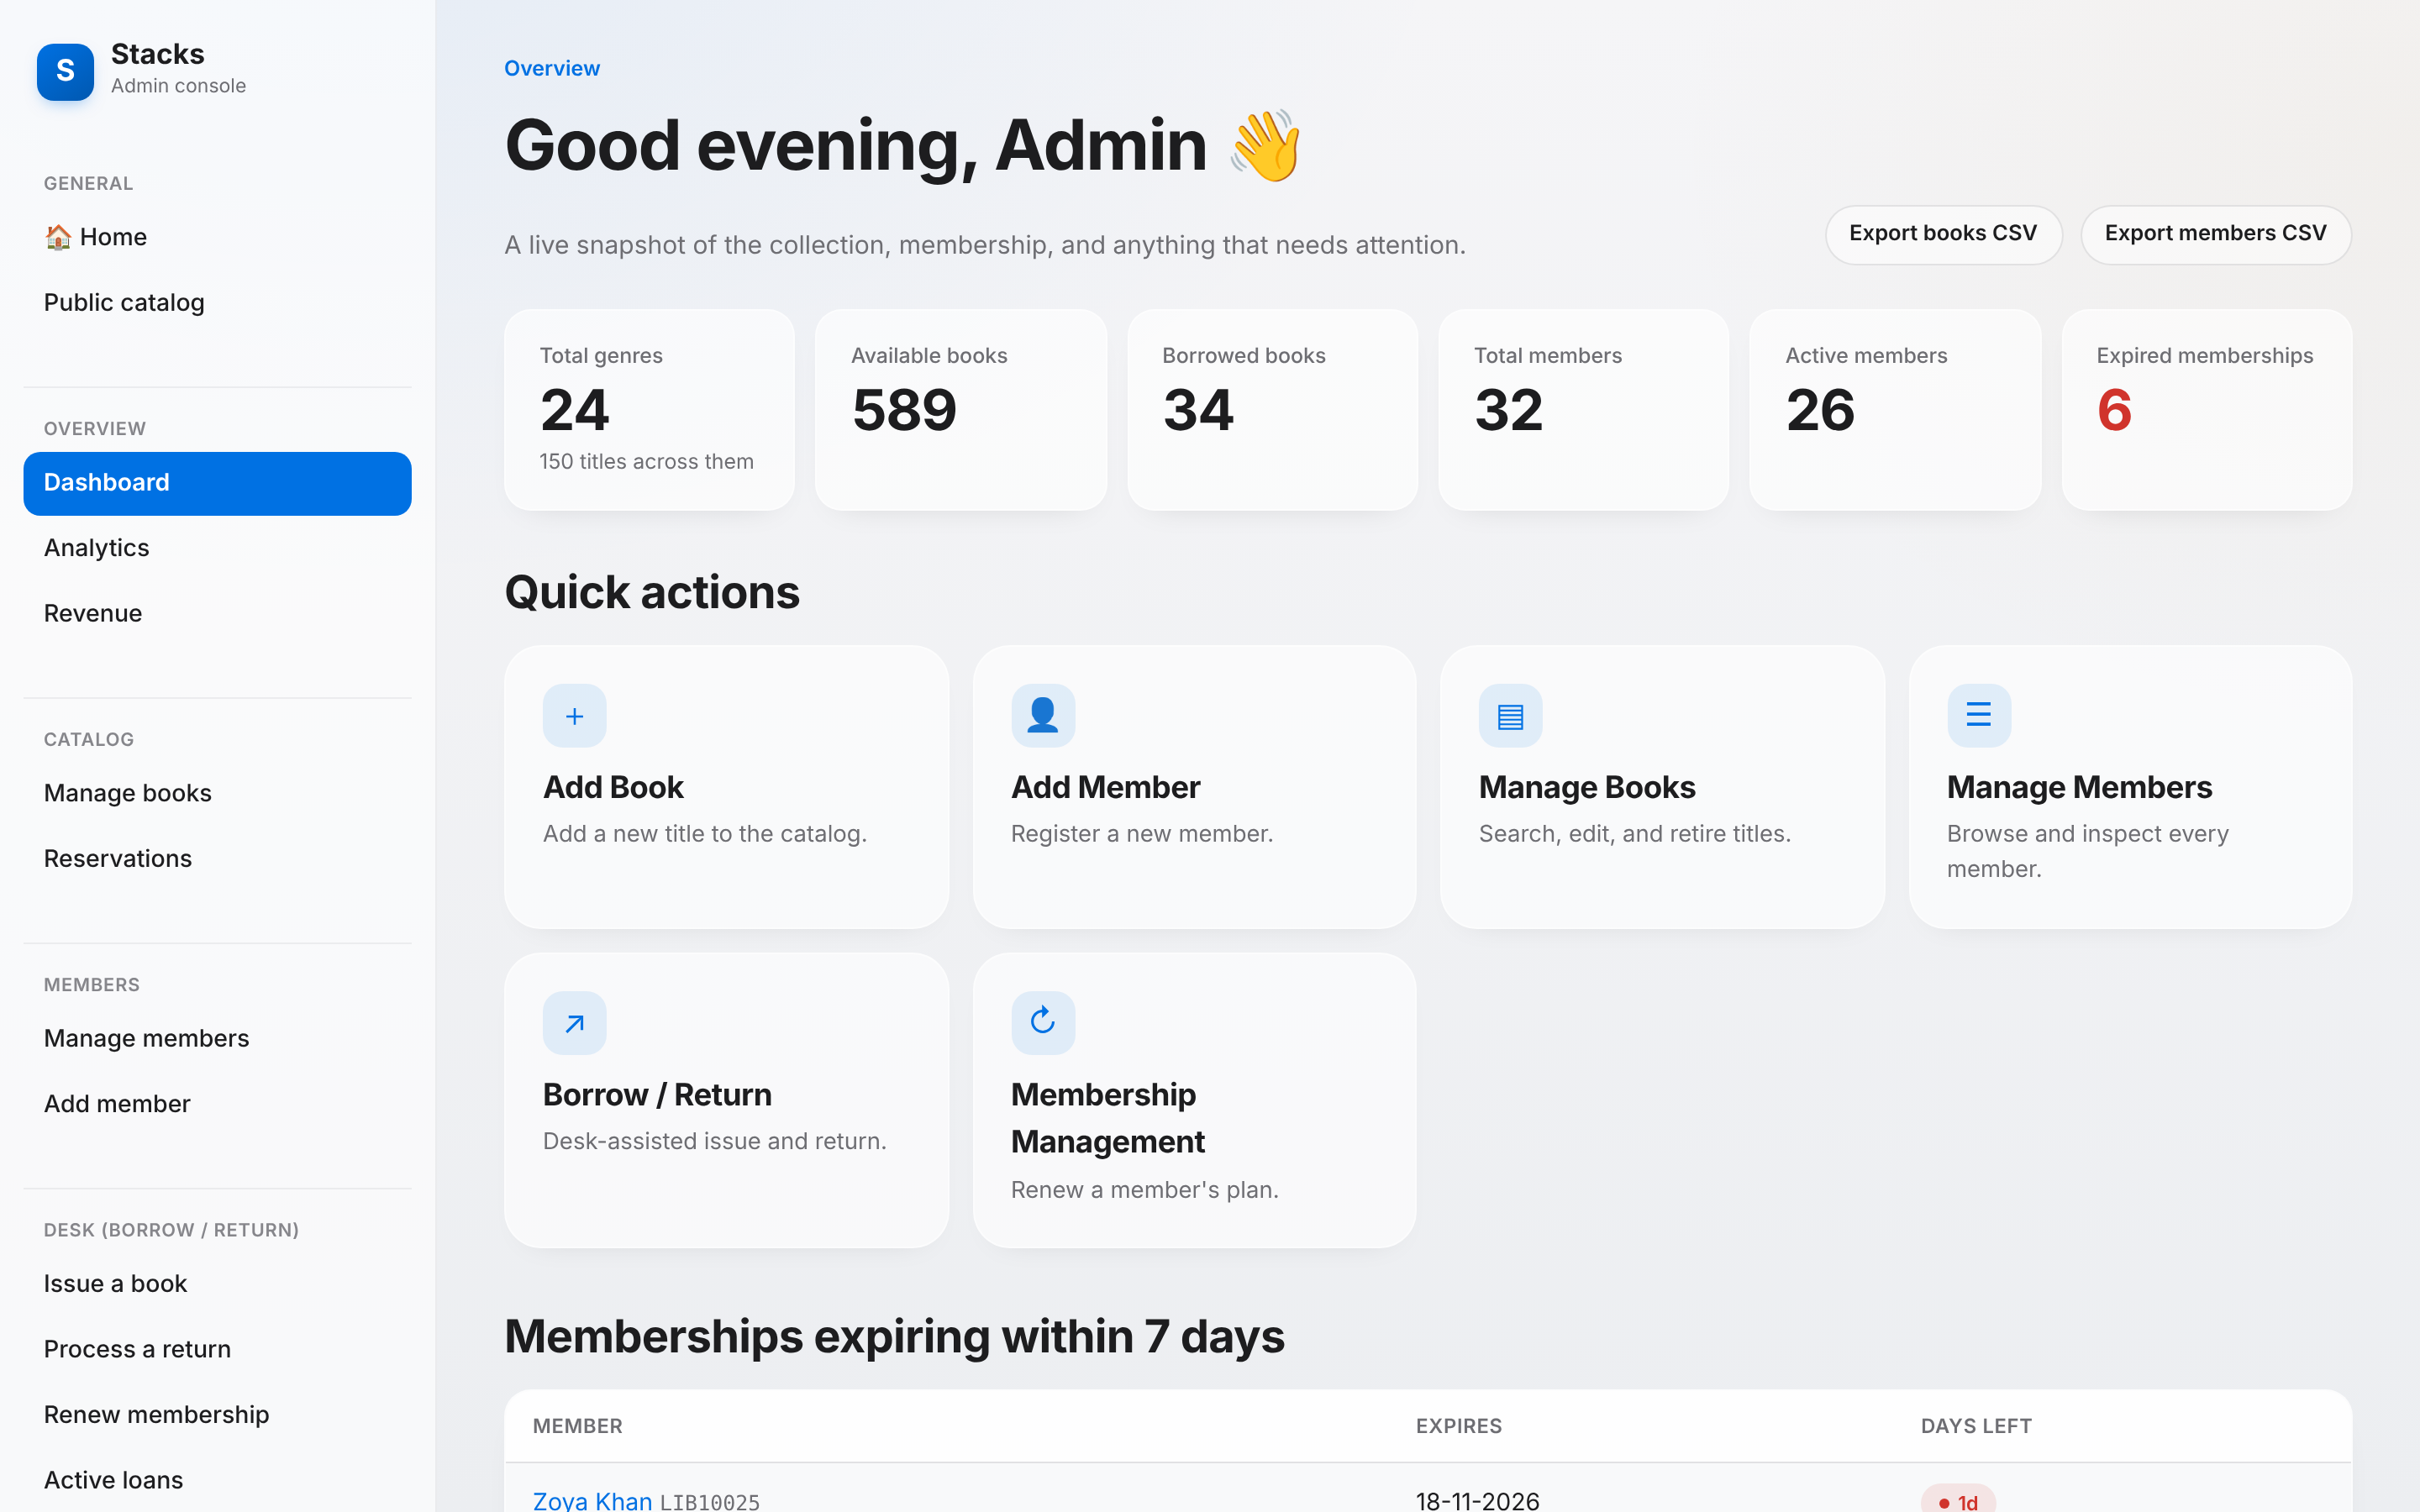 S
Stacks
Admin console
GENERAL
🏠 Home
Public catalog
OVERVIEW
Dashboard
Analytics
Revenue
CATALOG
Manage books
Reservations
MEMBERS
Manage members
Add member
DESK (BORROW / RETURN)
Issue a book
Process a return
Renew membership
Active loans
Overview
Good evening, Admin 👋
A live snapshot of the collection, membership, and anything that needs attention.
Export books CSV
Export members CSV
Total genres
24
150 titles across them
Available books
589
Borrowed books
34
Total members
32
Active members
26
Expired memberships
6
Quick actions
Add Book
Add a new title to the catalog.
Add Member
Register a new member.
Manage Books
Search, edit, and retire titles.
Manage Members
Browse and inspect every
member.
Borrow / Return
Desk-assisted issue and return.
Membership
Management
Renew a member's plan.
Memberships expiring within 7 days
MEMBER EXPIRES DAYS LEFT
Zoya Khan LIB10025 18-11-2026 1d